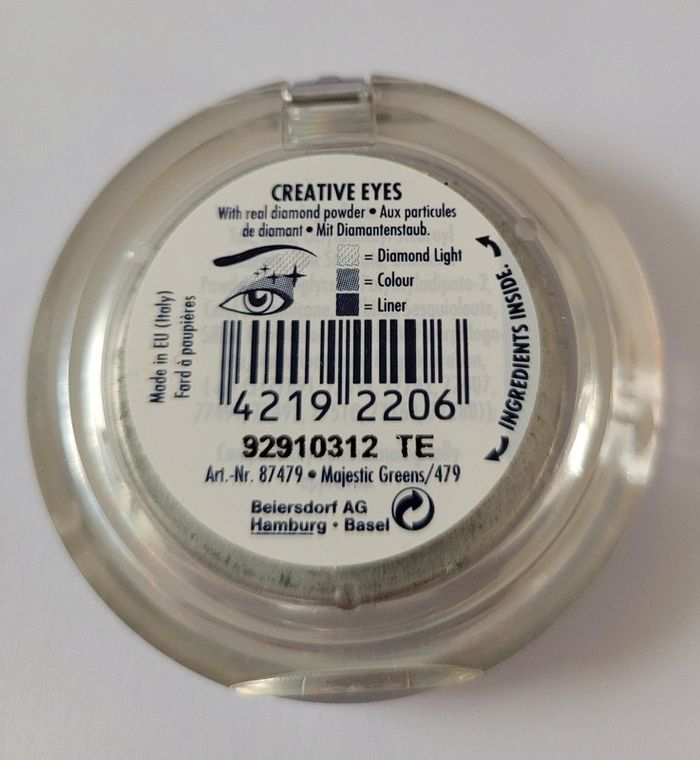 CREATIVE EYES
With real diamond powder • Aux particules
de diamant • Mit Diamantenstaub.
= Diamond Light
= Colour
= Liner
Made in EU (Italy)
Fard à paupières
INGREDIENTS INSIDE.
4219 2206
92910312 TE
Art.-Nr. 87479 • Majestic Greens/479
Beiersdorf AG
Hamburg · Basel